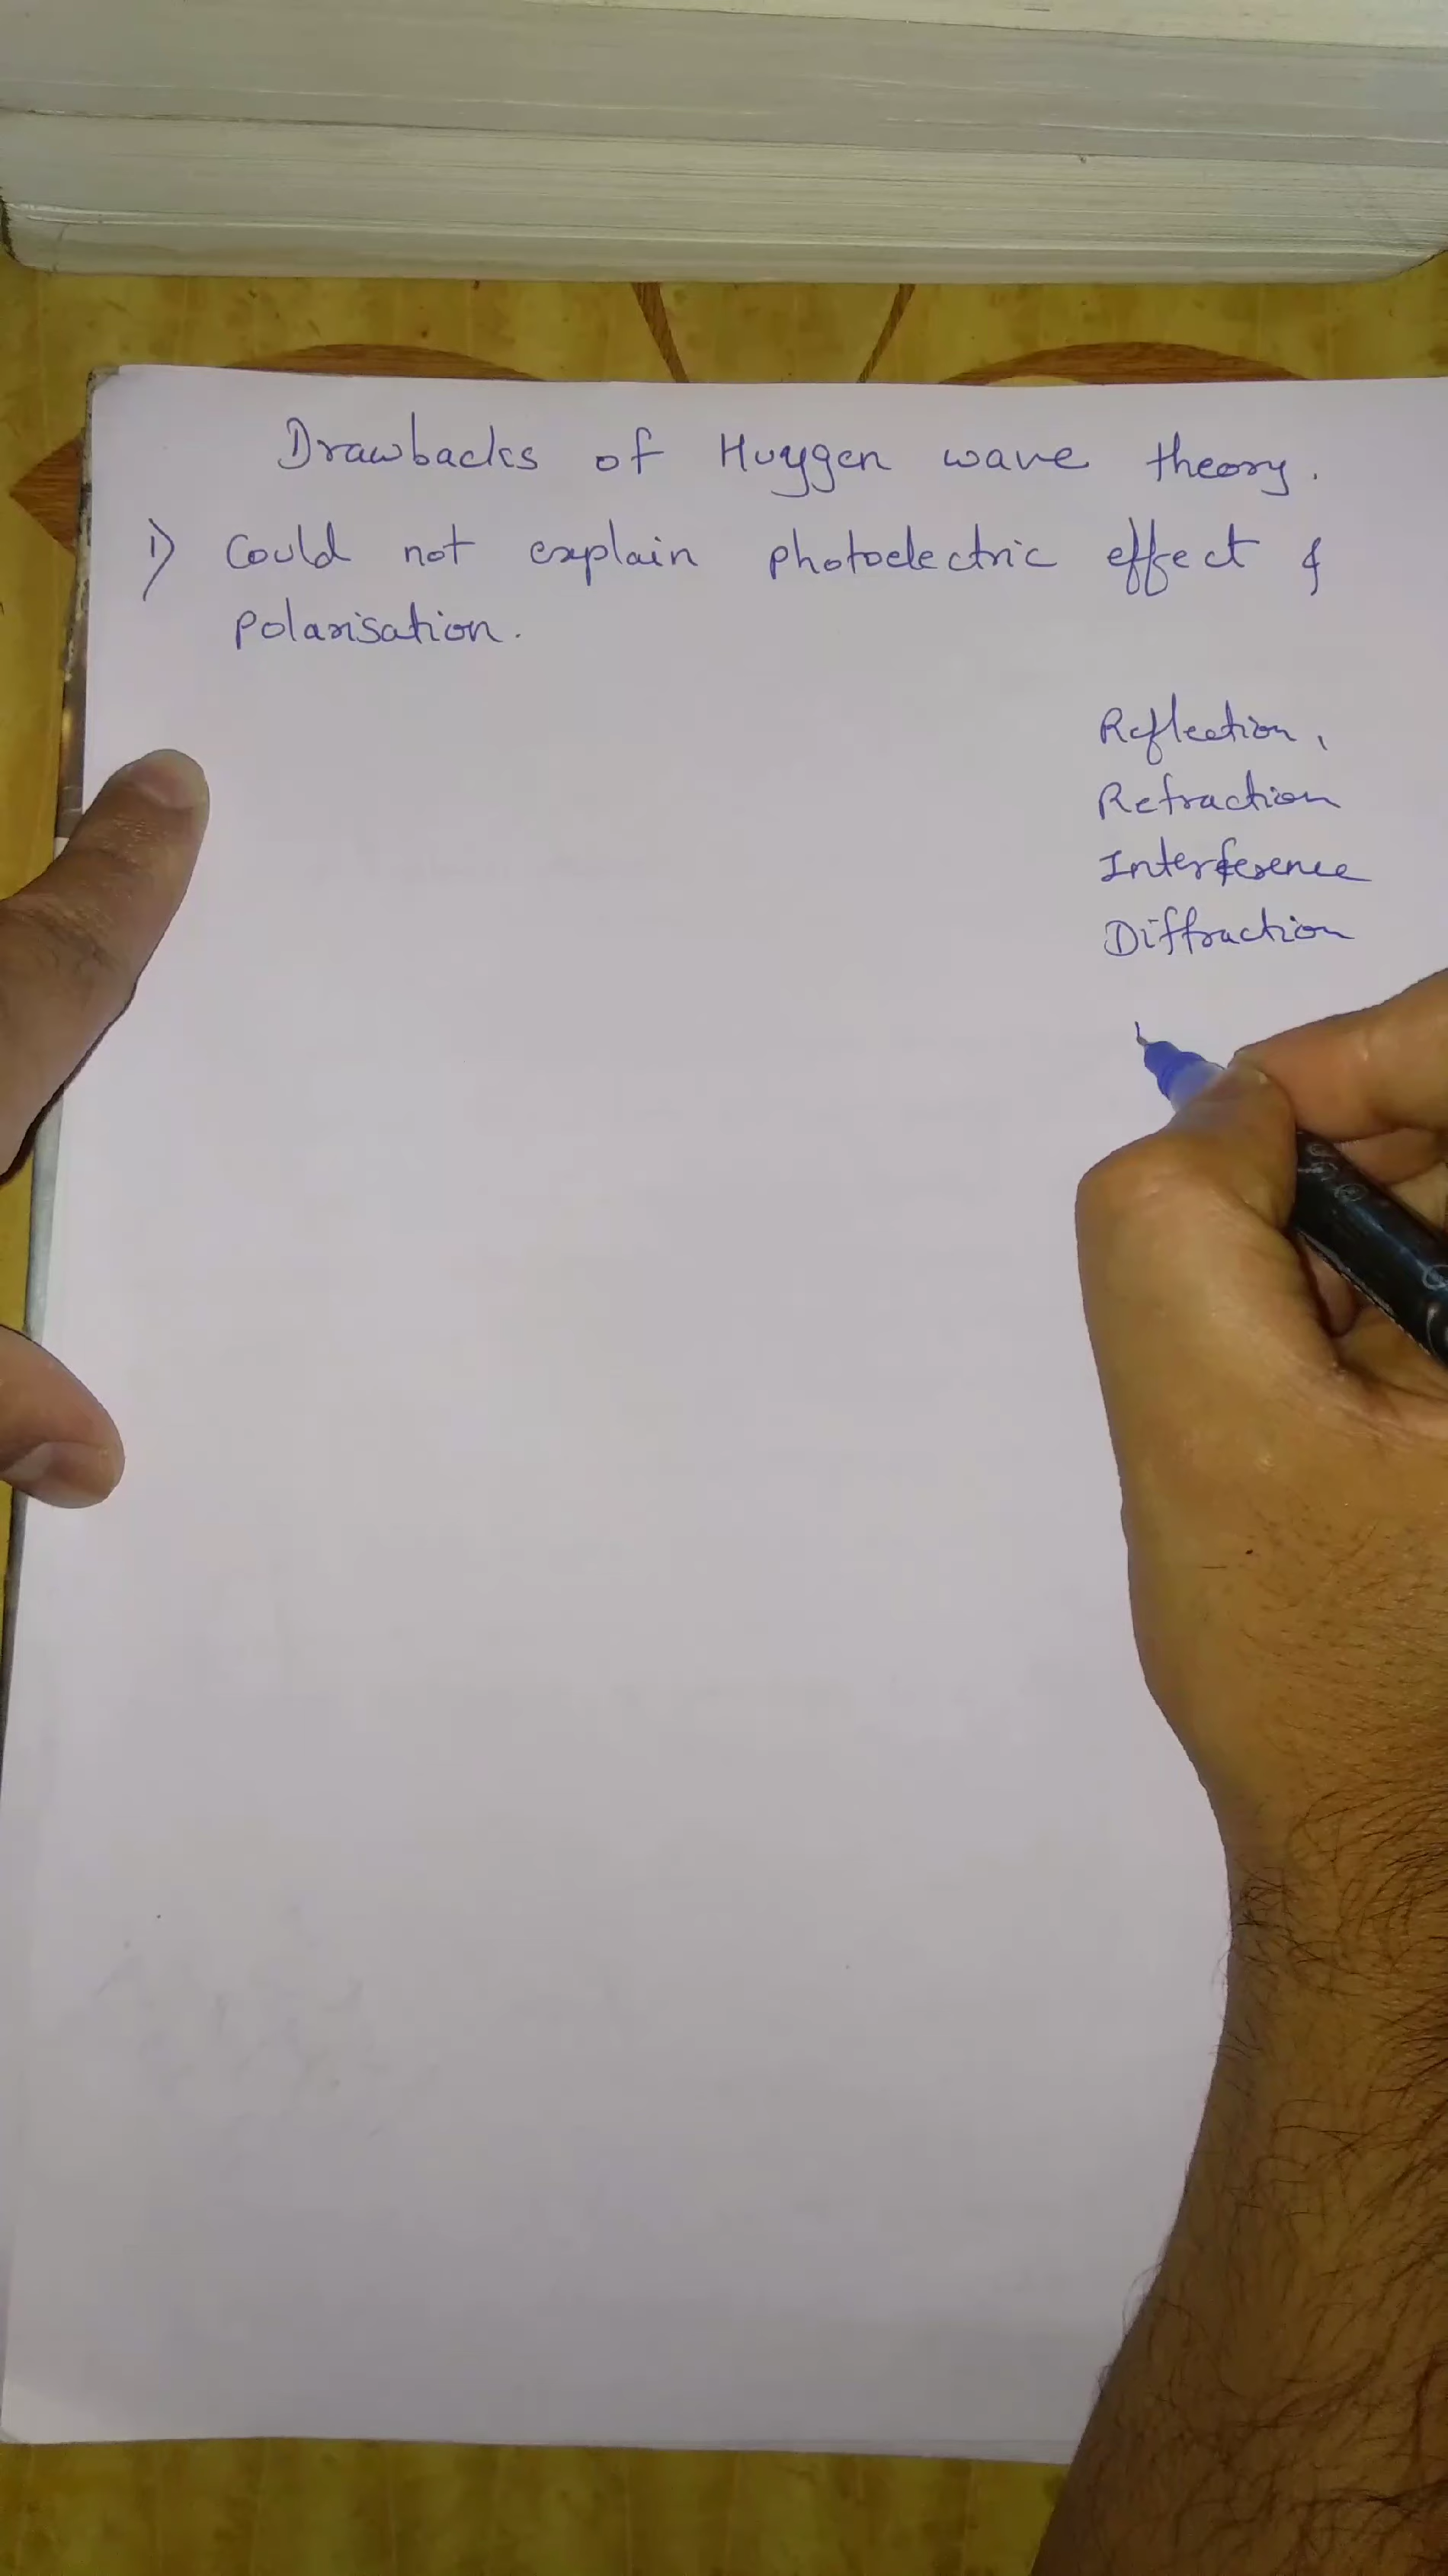 Drawbacks of Huygen wave theory.
1) Could not explain photoelectric effect &
polarisation.
Reflection,
Refraction
Interference
Diffraction